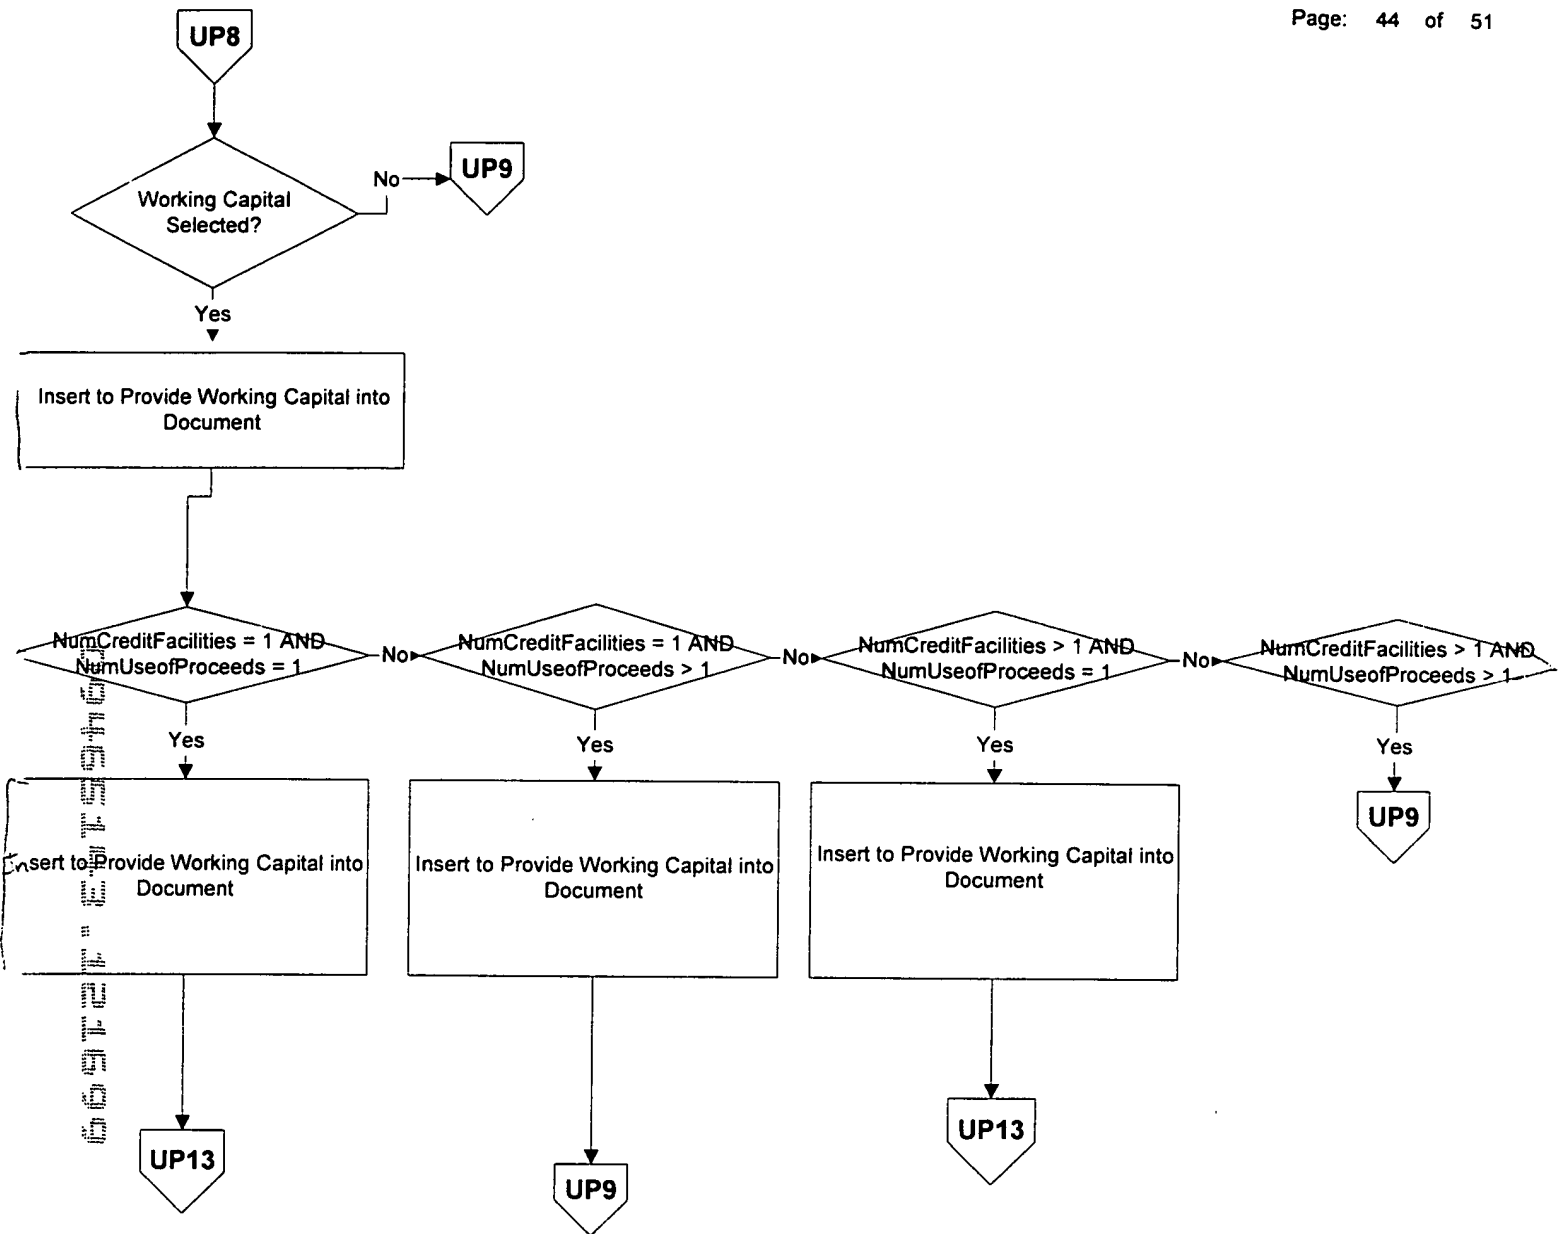 Page: 44 of 51
UP8
No
UP9
Working Capital
Selected?
Yes
Insert to Provide Working Capital into
Document
NumCreditFacilities = 1 AND
NumUseofProceeds = 1
No
NumCreditFacilities = 1 AND
NumUseofProceeds > 1
No
NumCreditFacilities > 1 AND
NumUseofProceeds = 1
No
NumCreditFacilities > 1 AND
NumUseofProceeds > 1
Yes
Yes
Yes
Yes
Insert to Provide Working Capital into
Document
Insert to Provide Working Capital into
Document
Insert to Provide Working Capital into
Document
UP9
UP13
UP9
UP13